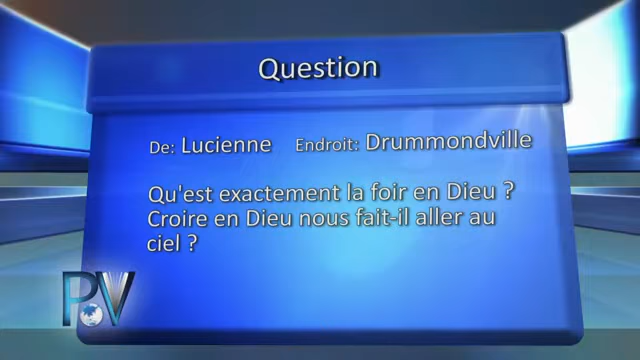 Question
De: Lucienne Endroit: Drummondville
Qu'est exactement la foir en Dieu ?
Croire en Dieu nous fait-il aller au
ciel ?
PV